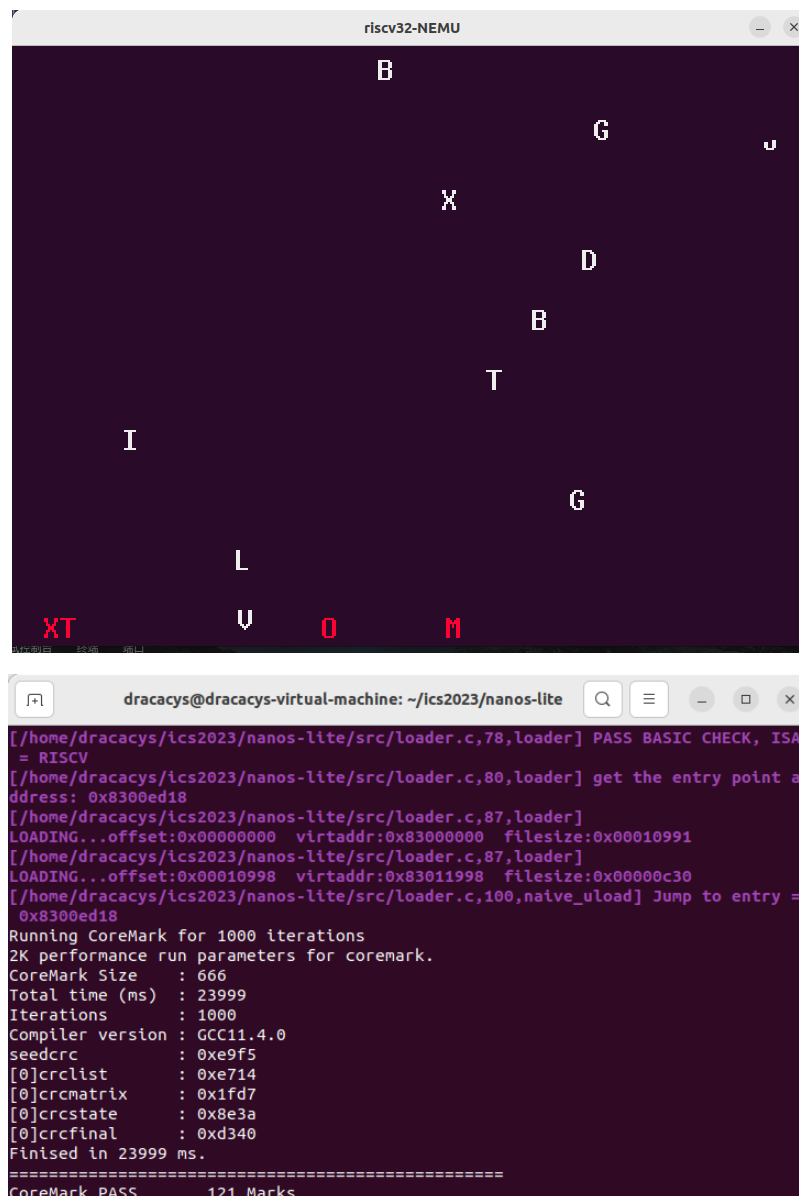 riscv32-NEMU
B
G
J
X
D
B
T
I
G
L
V
XT O M
终端 端口
dracacys@dracacys-virtual-machine: ~/ics2023/nanos-lite
[/home/dracacys/ics2023/nanos-lite/src/loader.c,78,loader] PASS BASIC CHECK, ISA
= RISCV
[/home/dracacys/ics2023/nanos-lite/src/loader.c,80,loader] get the entry point a
ddress: 0x8300ed18
[/home/dracacys/ics2023/nanos-lite/src/loader.c,87,loader]
LOADING...offset:0x00000000  virtaddr:0x83000000  filesize:0x00010991
[/home/dracacys/ics2023/nanos-lite/src/loader.c,87,loader]
LOADING...offset:0x00010998  virtaddr:0x83011998  filesize:0x00000c30
[/home/dracacys/ics2023/nanos-lite/src/loader.c,100,naive_uload] Jump to entry =
0x8300ed18
Running CoreMark for 1000 iterations
2K performance run parameters for coremark.
CoreMark Size    : 666
Total time (ms)  : 23999
Iterations       : 1000
Compiler version : GCC11.4.0
seedcrc          : 0xe9f5
[0]crclist       : 0xe714
[0]crcmatrix     : 0x1fd7
[0]crcstate      : 0x8e3a
[0]crcfinal      : 0xd340
Finised in 23999 ms.
==================================================
CoreMark PASS       121 Marks